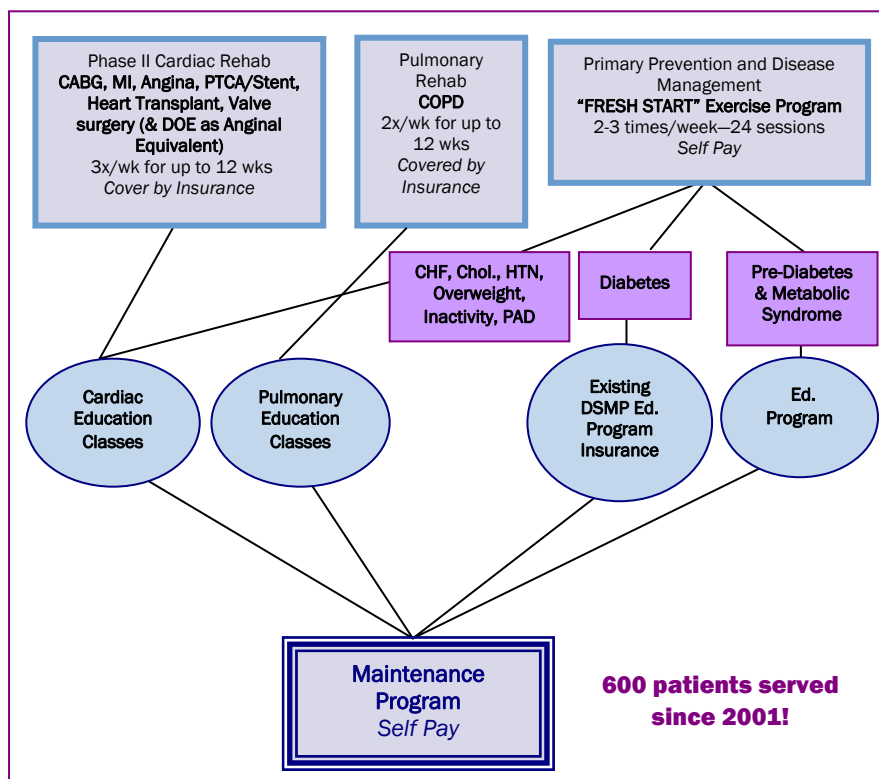 Phase II Cardiac Rehab
CABG, MI, Angina, PTCA/Stent,
Heart Transplant, Valve
surgery (& DOE as Anginal
Equivalent)
3x/wk for up to 12 wks
Cover by Insurance
Pulmonary
Rehab
COPD
2x/wk for up to
12 wks
Covered by
Insurance
Primary Prevention and Disease
Management
“FRESH START” Exercise Program
2-3 times/week—24 sessions
Self Pay
CHF, Chol., HTN,
Overweight,
Inactivity, PAD
Diabetes
Pre-Diabetes
& Metabolic
Syndrome
Cardiac
Education
Classes
Pulmonary
Education
Classes
Existing
DSMP Ed.
Program
Insurance
Ed.
Program
Maintenance
Program
Self Pay
600 patients served
since 2001!